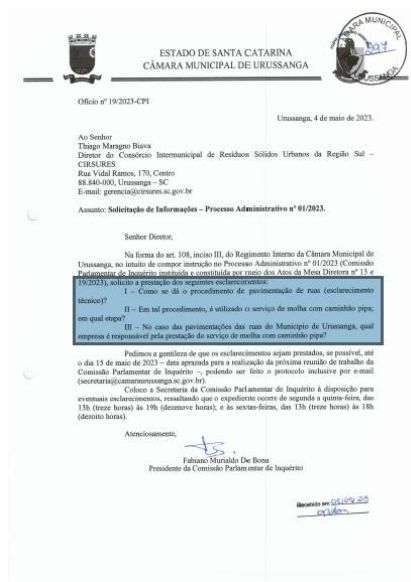 ESTADO DE SANTA CATARINA
CÂMARA MUNICIPAL DE URUSSANGA
CÂMARA MUNICIPAL
297
URUSSANGA
Ofício nº 19/2023-CPI
Urussanga, 4 de maio de 2023.
Ao Senhor
Thiago Maragno Biava
Diretor do Consórcio Intermunicipal de Resíduos Sólidos Urbanos da Região Sul –
CIRSURES
Rua Vidal Ramos, 170, Centro
88.840-000, Urussanga – SC
E-mail: gerencia@cirsures.sc.gov.br
Assunto: Solicitação de Informações – Processo Administrativo nº 01/2023.
Senhor Diretor,
Na forma do art. 108, inciso III, do Regimento Interno da Câmara Municipal de
Urussanga, no intuito de compor instrução no Processo Administrativo nº 01/2023 (Comissão
Parlamentar de Inquérito instituída e constituída por meio dos Atos da Mesa Diretora nº 13 e
19/2023), solicito a prestação dos seguintes esclarecimentos:
I – Como se dá o procedimento de pavimentação de ruas (esclarecimento
técnico)?
II – Em tal procedimento, é utilizado o serviço de molha com caminhão pipa;
em qual etapa?
III – No caso das pavimentações das ruas do Município de Urussanga, qual
empresa é responsável pela prestação do serviço de molha com caminhão pipa?
Pedimos a gentileza de que os esclarecimentos sejam prestados, se possível, até
o dia 15 de maio de 2023 – data aprazada para a realização da próxima reunião de trabalho da
Comissão Parlamentar de Inquérito –, podendo ser feito o protocolo inclusive por e-mail
(secretaria@camaraurussanga.sc.gov.br).
Coloco a Secretaria da Comissão Parlamentar de Inquérito à disposição para
eventuais esclarecimentos, ressaltando que o expediente ocorre de segunda a quinta-feira, das
13h (treze horas) às 19h (dezenove horas); e às sextas-feiras, das 13h (treze horas) às 18h
(dezoito horas).
Atenciosamente,
Fabiano Murialdo De Bona
Presidente da Comissão Parlamentar de Inquérito
Recebido em 05/05/23